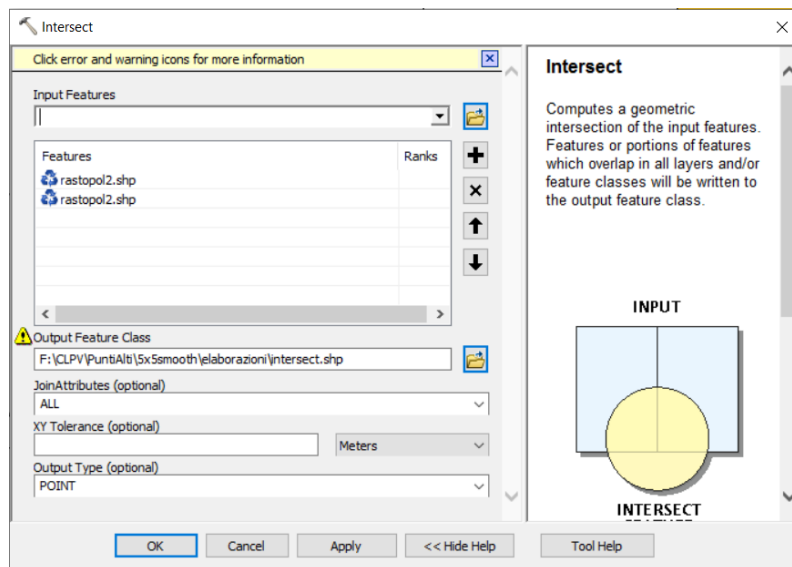 Intersect
Click error and warning icons for more information
Input Features
Features Ranks
rastopol2.shp
rastopol2.shp
Output Feature Class
F:\CLPV\PuntiAlti\5x5smooth\elaborazioni\intersect.shp
JoinAttributes (optional)
ALL
XY Tolerance (optional)
Meters
Output Type (optional)
POINT
OK Cancel Apply << Hide Help Tool Help
Intersect
Computes a geometric
intersection of the input features.
Features or portions of features
which overlap in all layers and/or
feature classes will be written to
the output feature class.
INPUT
INTERSECT